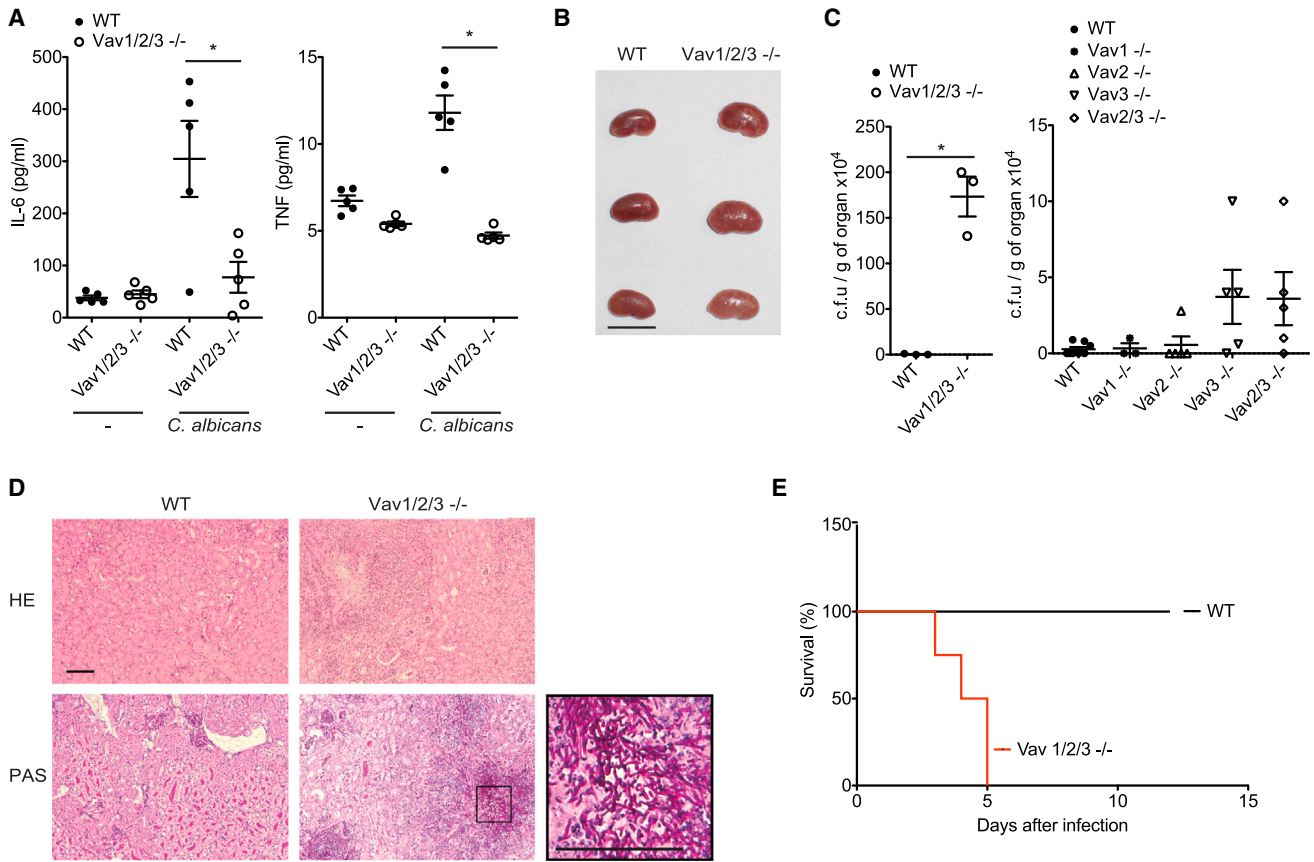 A
WT
Vav1/2/3 -/-
IL-6 (pg/ml)
500
400
300
200
100
0
*
WT
Vav1/2/3 -/-
WT
Vav1/2/3 -/-
-
C. albicans
TNF (pg/ml)
15
10
5
0
*
WT
Vav1/2/3 -/-
WT
Vav1/2/3 -/-
-
C. albicans
B
WT Vav1/2/3 -/-
C
WT
Vav1/2/3 -/-
c.f.u / g of organ x10⁴
250
200
150
100
50
0
*
WT
Vav1/2/3 -/-
WT
Vav1 -/-
Vav2 -/-
Vav3 -/-
Vav2/3 -/-
c.f.u / g of organ x10⁴
15
10
5
0
WT
Vav1 -/-
Vav2 -/-
Vav3 -/-
Vav2/3 -/-
D
WT Vav1/2/3 -/-
HE
PAS
E
Survival (%)
150
100
50
0
WT
Vav 1/2/3 -/-
0 5 10 15
Days after infection